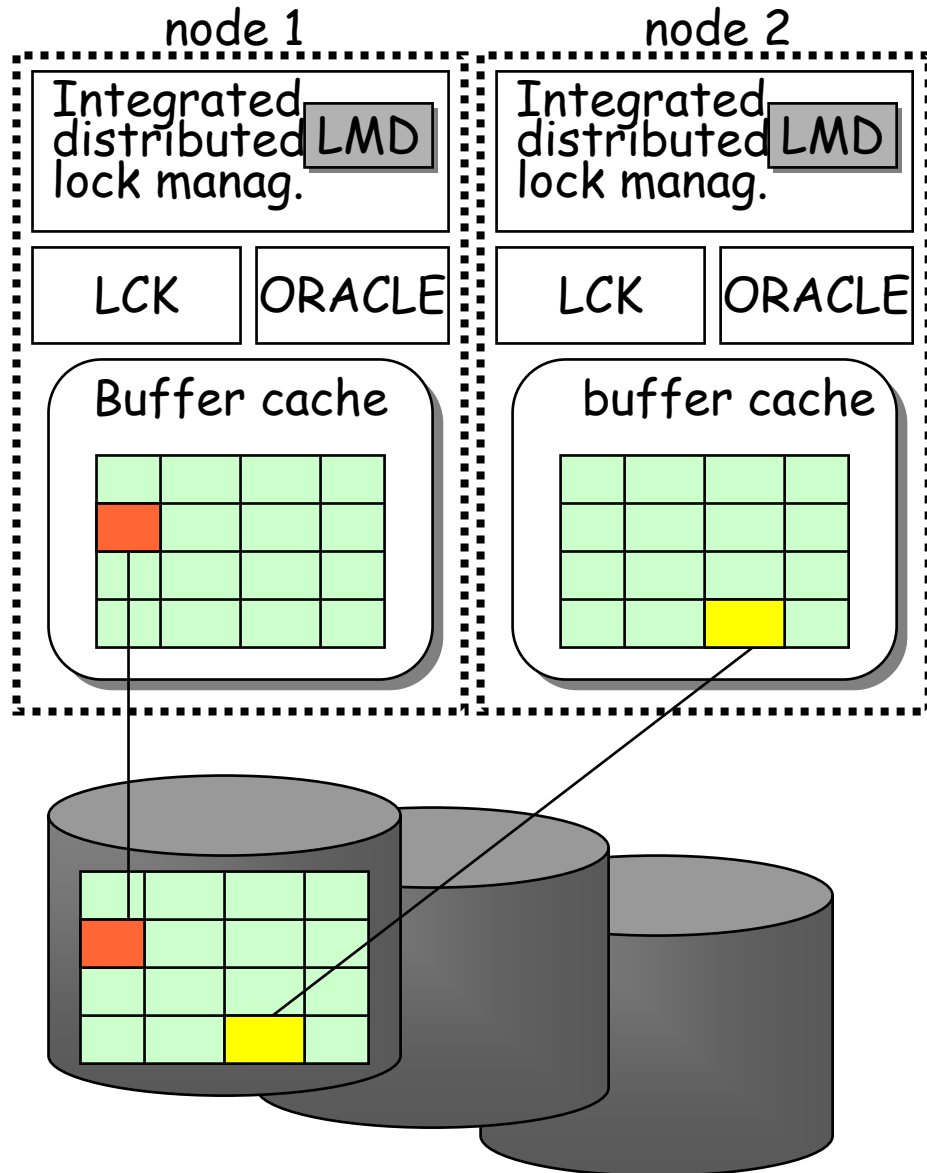 node 1
node 2
Integrated
distributed
lock manag.
LMD
Integrated
distributed
lock manag.
LMD
LCK
ORACLE
LCK
ORACLE
Buffer cache
buffer cache